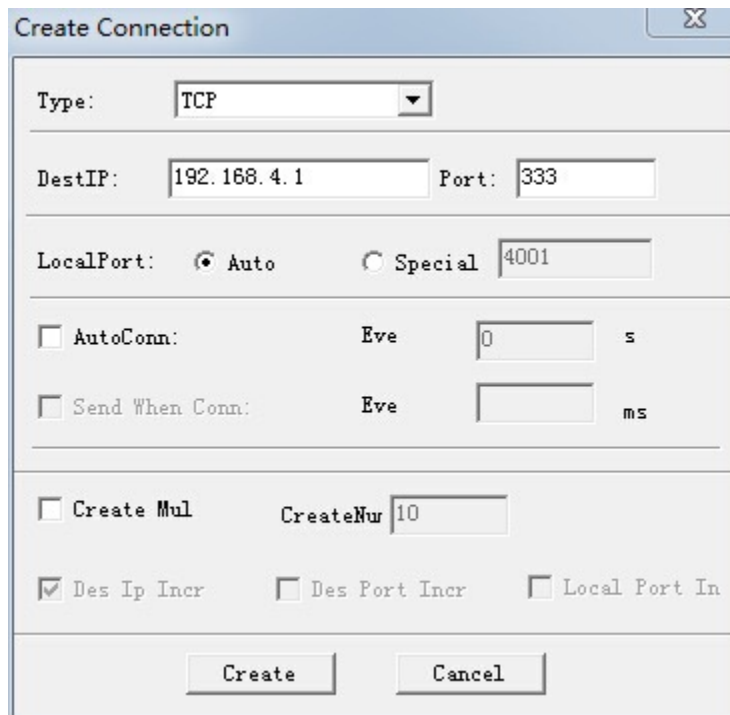 Create Connection
Type: TCP
DestIP: 192.168.4.1 Port: 333
LocalPort: Auto Special 4001
AutoConn: Eve 0 s
Send When Conn: Eve ms
Create Mul CreateNur 10
Des Ip Incr Des Port Incr Local Port In
Create Cancel